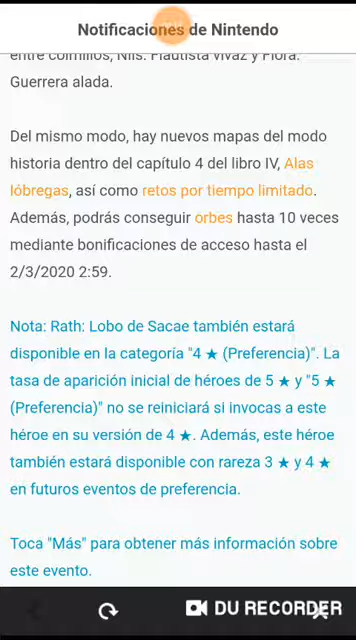 Notificaciones de Nintendo
entre colmillos, Nils: Flautista vivaz y Fiora:
Guerrera alada.
Del mismo modo, hay nuevos mapas del modo
historia dentro del capítulo 4 del libro IV, Alas
lóbregas, así como retos por tiempo limitado.
Además, podrás conseguir orbes hasta 10 veces
mediante bonificaciones de acceso hasta el
2/3/2020 2:59.
Nota: Rath: Lobo de Sacae también estará
disponible en la categoría "4 ★ (Preferencia)". La
tasa de aparición inicial de héroes de 5 ★ y "5 ★
(Preferencia)" no se reiniciará si invocas a este
héroe en su versión de 4 ★. Además, este héroe
también estará disponible con rareza 3 ★ y 4 ★
en futuros eventos de preferencia.
Toca "Más" para obtener más información sobre
este evento.
DU RECORDER